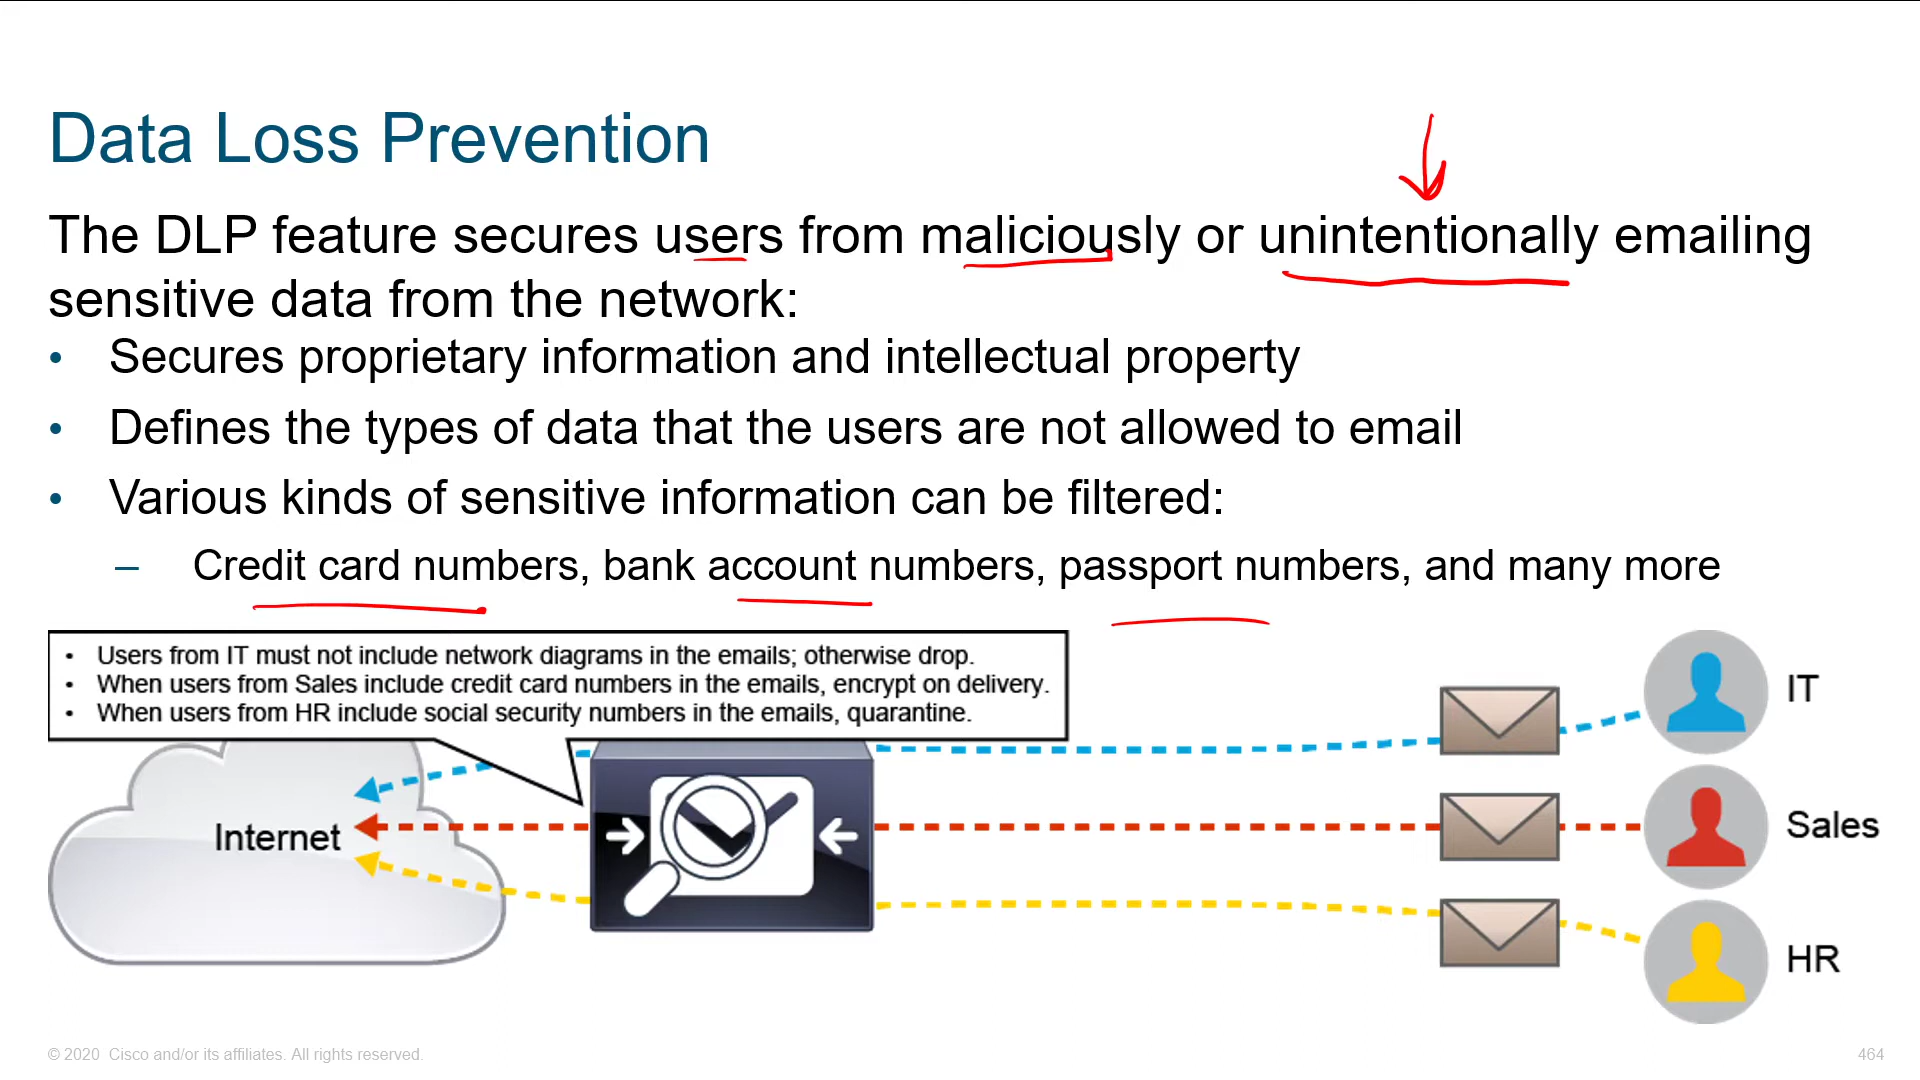 Data Loss Prevention
The DLP feature secures users from maliciously or unintentionally emailing
sensitive data from the network:
• Secures proprietary information and intellectual property
• Defines the types of data that the users are not allowed to email
• Various kinds of sensitive information can be filtered:
– Credit card numbers, bank account numbers, passport numbers, and many more
• Users from IT must not include network diagrams in the emails; otherwise drop.
• When users from Sales include credit card numbers in the emails, encrypt on delivery.
• When users from HR include social security numbers in the emails, quarantine.
IT
Internet
Sales
HR
© 2020 Cisco and/or its affiliates. All rights reserved.
464